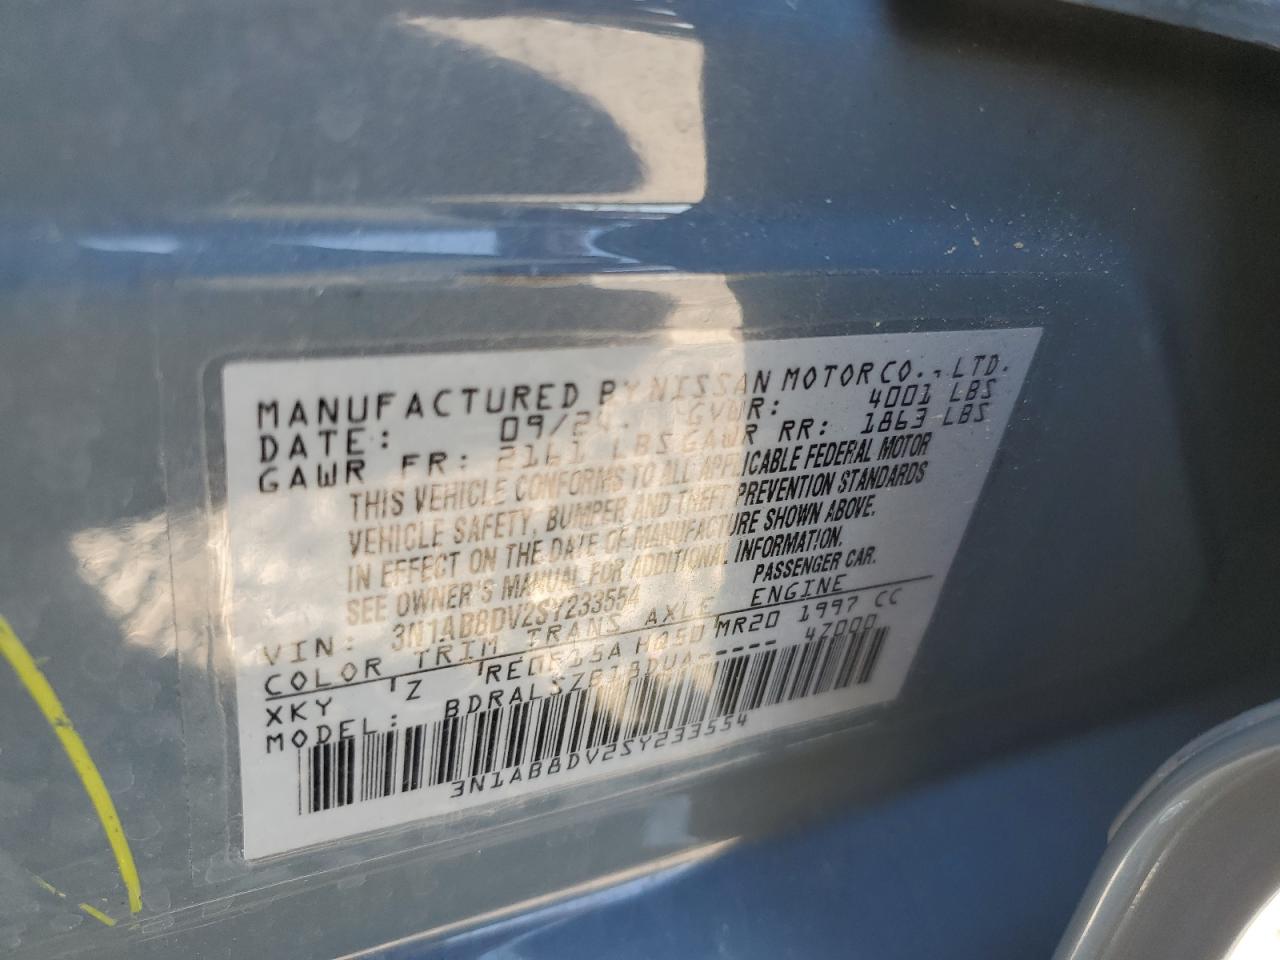 MANUFACTURED BY NISSAN MOTOR CO., LTD.
DATE: 09/24 GVWR: 4001 LBS
GAWR FR: 2161 LBS GAWR RR: 1863 LBS
THIS VEHICLE CONFORMS TO ALL APPLICABLE FEDERAL MOTOR
VEHICLE SAFETY, BUMPER AND THEFT PREVENTION STANDARDS
IN EFFECT ON THE DATE OF MANUFACTURE SHOWN ABOVE.
SEE OWNER'S MANUAL FOR ADDITIONAL INFORMATION.
VIN: 3N1AB8DV2SY233554 PASSENGER CAR.
COLOR TRIM TRANS AXLE ENGINE
XKY Z MR20 1997 CC
MODEL: 4Z000
3N1AB8DV2SY233554